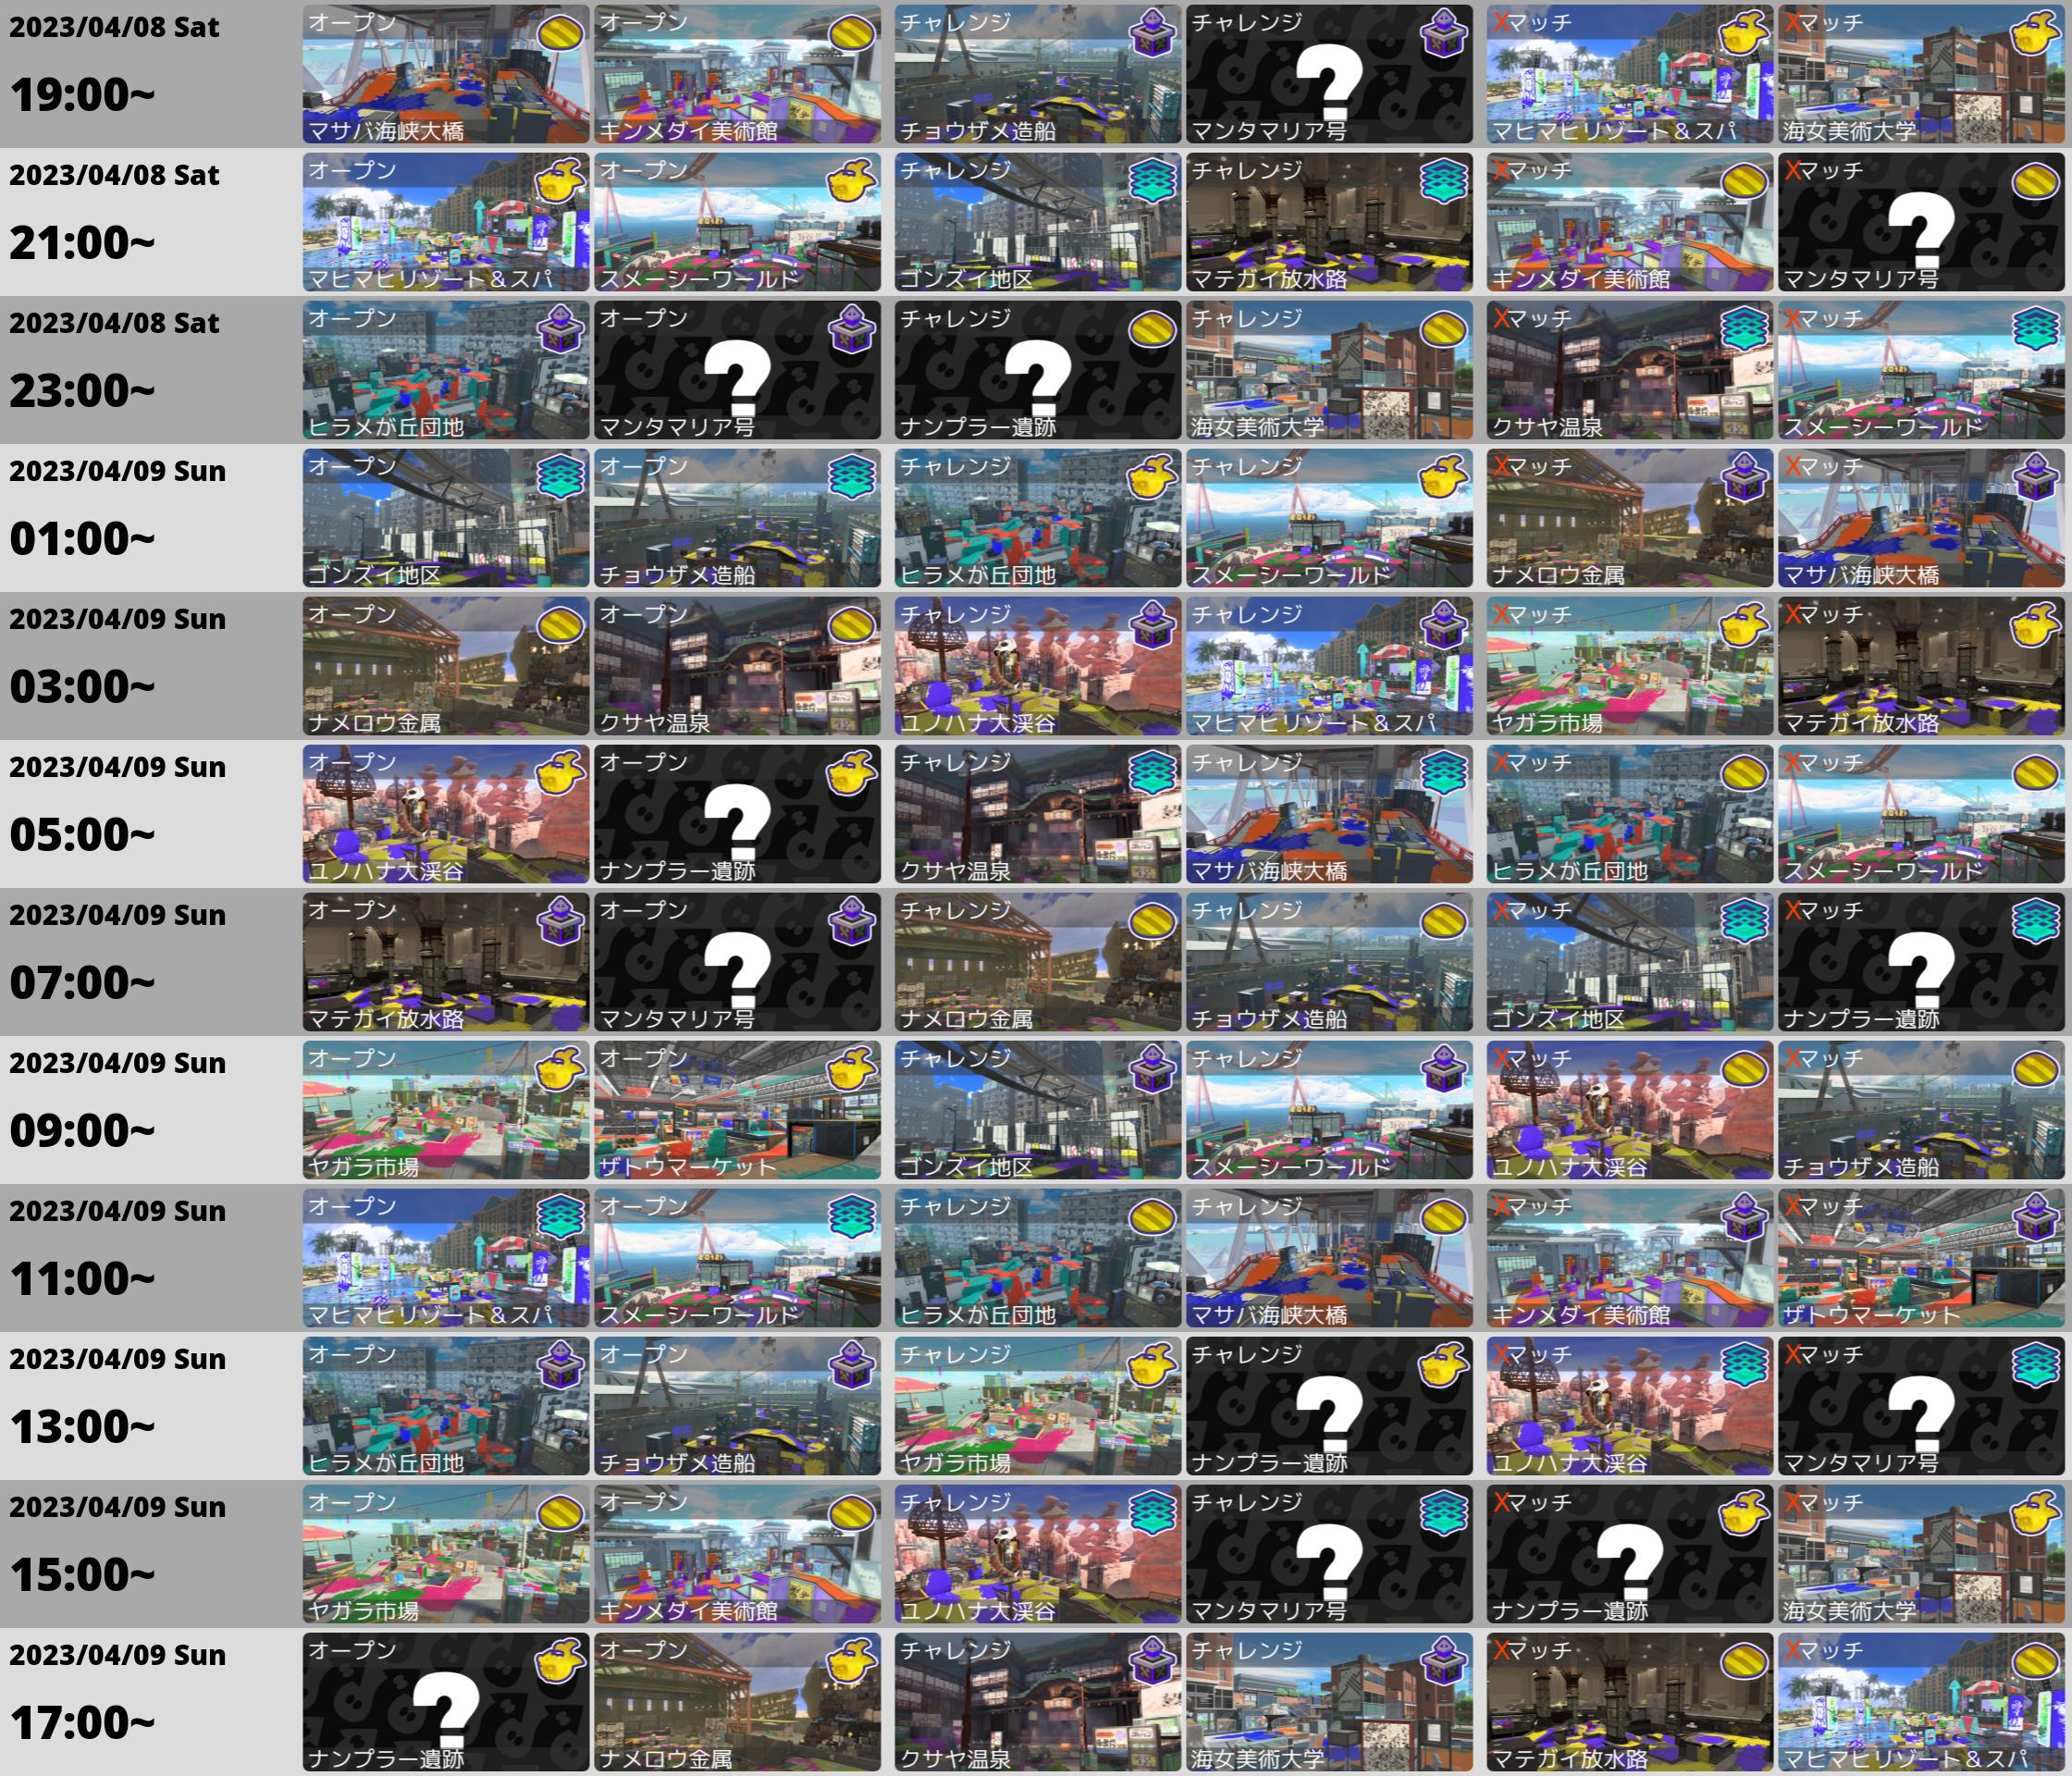 2023/04/08 Sat
19:00~
オープン
マサバ海峡大橋
オープン
キンメダイ美術館
チャレンジ
チョウザメ造船
チャレンジ
?
マンタマリア号
Xマッチ
マヒマヒリゾート＆スパ
Xマッチ
海女美術大学
2023/04/08 Sat
21:00~
オープン
マヒマヒリゾート＆スパ
オープン
スメーシーワールド
チャレンジ
ゴンズイ地区
チャレンジ
マテガイ放水路
Xマッチ
キンメダイ美術館
Xマッチ
?
マンタマリア号
2023/04/08 Sat
23:00~
オープン
ヒラメが丘団地
オープン
?
マンタマリア号
チャレンジ
?
ナンプラー遺跡
チャレンジ
海女美術大学
Xマッチ
クサヤ温泉
Xマッチ
スメーシーワールド
2023/04/09 Sun
01:00~
オープン
ゴンズイ地区
オープン
チョウザメ造船
チャレンジ
ヒラメが丘団地
チャレンジ
スメーシーワールド
Xマッチ
ナメロウ金属
Xマッチ
マサバ海峡大橋
2023/04/09 Sun
03:00~
オープン
ナメロウ金属
オープン
クサヤ温泉
チャレンジ
ユノハナ大渓谷
チャレンジ
マヒマヒリゾート＆スパ
Xマッチ
ヤガラ市場
Xマッチ
マテガイ放水路
2023/04/09 Sun
05:00~
オープン
ユノハナ大渓谷
オープン
?
ナンプラー遺跡
チャレンジ
クサヤ温泉
チャレンジ
マサバ海峡大橋
Xマッチ
ヒラメが丘団地
Xマッチ
スメーシーワールド
2023/04/09 Sun
07:00~
オープン
マテガイ放水路
オープン
?
マンタマリア号
チャレンジ
ナメロウ金属
チャレンジ
チョウザメ造船
Xマッチ
ゴンズイ地区
Xマッチ
?
ナンプラー遺跡
2023/04/09 Sun
09:00~
オープン
ヤガラ市場
オープン
ザトウマーケット
チャレンジ
ゴンズイ地区
チャレンジ
スメーシーワールド
Xマッチ
ユノハナ大渓谷
Xマッチ
チョウザメ造船
2023/04/09 Sun
11:00~
オープン
マヒマヒリゾート＆スパ
オープン
スメーシーワールド
チャレンジ
ヒラメが丘団地
チャレンジ
マサバ海峡大橋
Xマッチ
キンメダイ美術館
Xマッチ
ザトウマーケット
2023/04/09 Sun
13:00~
オープン
ヒラメが丘団地
オープン
チョウザメ造船
チャレンジ
ヤガラ市場
チャレンジ
?
ナンプラー遺跡
Xマッチ
ユノハナ大渓谷
Xマッチ
?
マンタマリア号
2023/04/09 Sun
15:00~
オープン
ヤガラ市場
オープン
キンメダイ美術館
チャレンジ
ユノハナ大渓谷
チャレンジ
?
マンタマリア号
Xマッチ
?
ナンプラー遺跡
Xマッチ
海女美術大学
2023/04/09 Sun
17:00~
オープン
?
ナンプラー遺跡
オープン
ナメロウ金属
チャレンジ
クサヤ温泉
チャレンジ
海女美術大学
Xマッチ
マテガイ放水路
Xマッチ
マヒマヒリゾート＆スパ